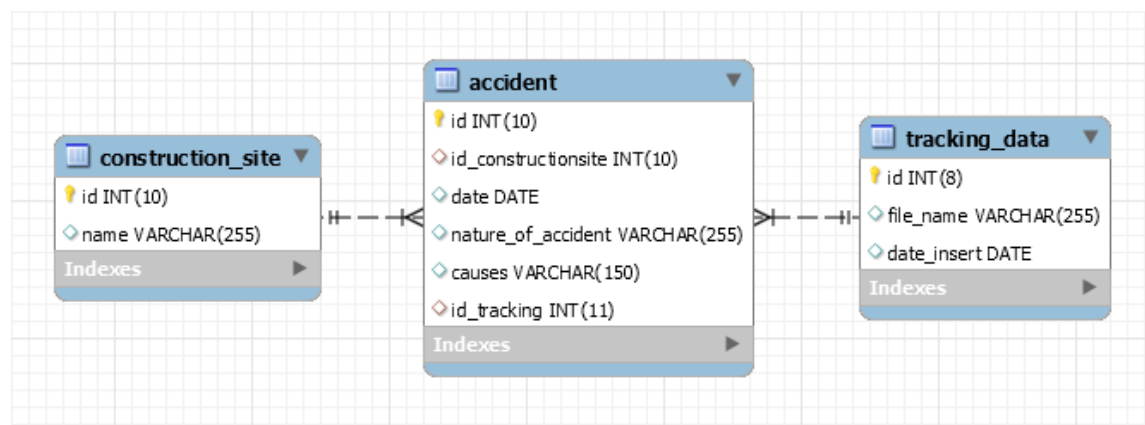 construction_site
id INT(10)
name VARCHAR(255)
Indexes
accident
id INT(10)
id_constructionsite INT(10)
date DATE
nature_of_accident VARCHAR(255)
causes VARCHAR(150)
id_tracking INT(11)
Indexes
tracking_data
id INT(8)
file_name VARCHAR(255)
date_insert DATE
Indexes